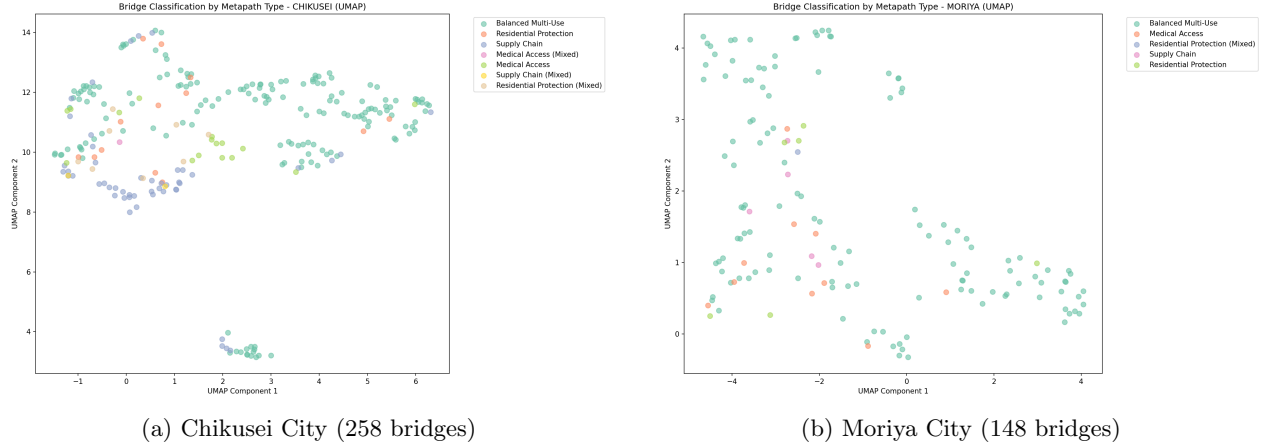 Bridge Classification by Metapath Type - CHIKUSEI (UMAP)
UMAP Component 2
14
12
10
8
6
4
−1
0
1
2
3
4
5
6
UMAP Component 1
Balanced Multi-Use
Residential Protection
Supply Chain
Medical Access (Mixed)
Medical Access
Supply Chain (Mixed)
Residential Protection (Mixed)
(a) Chikusei City (258 bridges)
Bridge Classification by Metapath Type - MORIYA (UMAP)
UMAP Component 2
4
3
2
1
0
−4
−2
0
2
4
UMAP Component 1
Balanced Multi-Use
Medical Access
Residential Protection (Mixed)
Supply Chain
Residential Protection
(b) Moriya City (148 bridges)